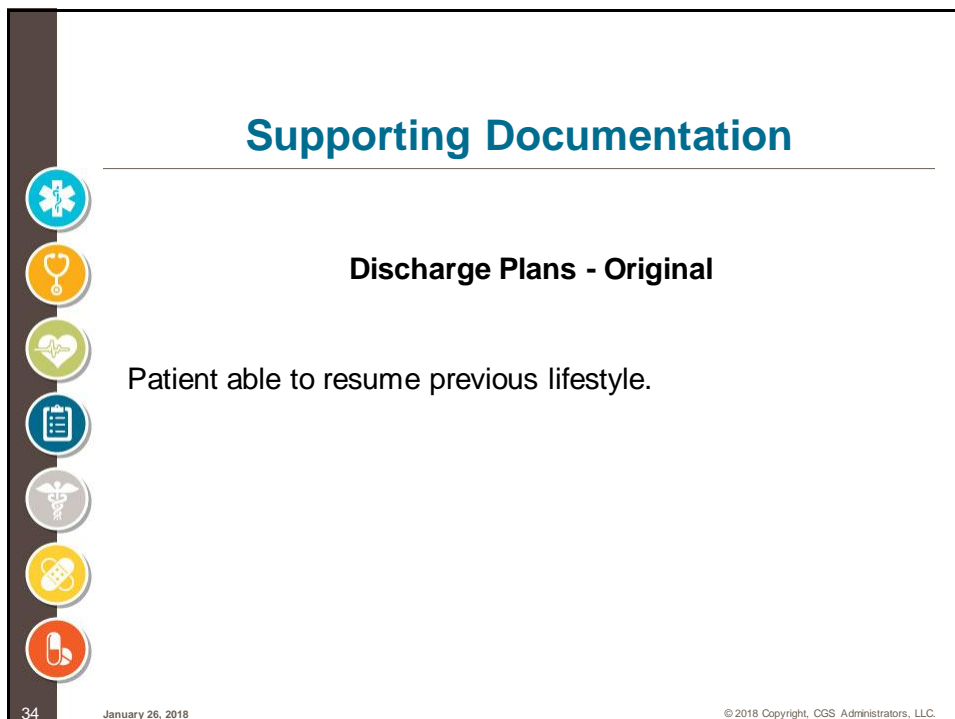 Supporting Documentation
Discharge Plans - Original
Patient able to resume previous lifestyle.
34
January 26, 2018
© 2018 Copyright, CGS Administrators, LLC.